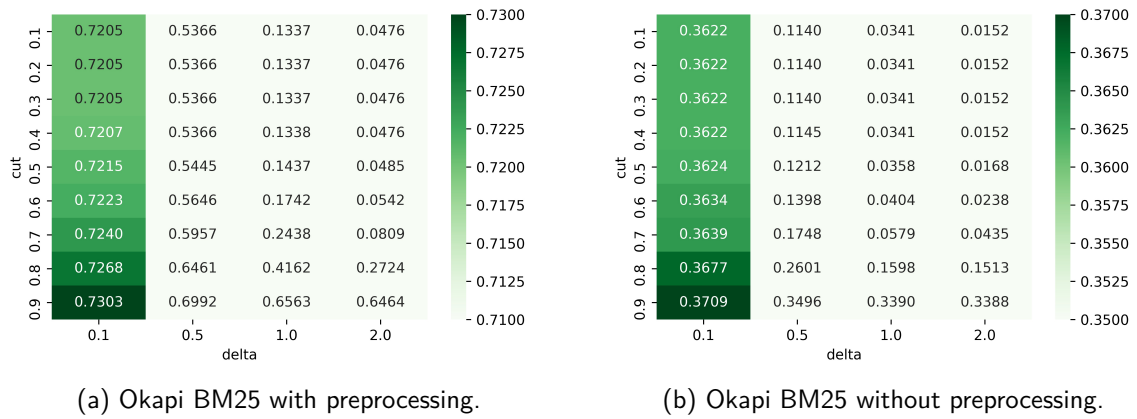 cut
0.1 0.7205 0.5366 0.1337 0.0476
0.2 0.7205 0.5366 0.1337 0.0476
0.3 0.7205 0.5366 0.1337 0.0476
0.4 0.7207 0.5366 0.1338 0.0476
0.5 0.7215 0.5445 0.1437 0.0485
0.6 0.7223 0.5646 0.1742 0.0542
0.7 0.7240 0.5957 0.2438 0.0809
0.8 0.7268 0.6461 0.4162 0.2724
0.9 0.7303 0.6992 0.6563 0.6464
0.1 0.5 1.0 2.0
delta
0.7300
0.7275
0.7250
0.7225
0.7200
0.7175
0.7150
0.7125
0.7100
(a) Okapi BM25 with preprocessing.
cut
0.1 0.3622 0.1140 0.0341 0.0152
0.2 0.3622 0.1140 0.0341 0.0152
0.3 0.3622 0.1140 0.0341 0.0152
0.4 0.3622 0.1145 0.0341 0.0152
0.5 0.3624 0.1212 0.0358 0.0168
0.6 0.3634 0.1398 0.0404 0.0238
0.7 0.3639 0.1748 0.0579 0.0435
0.8 0.3677 0.2601 0.1598 0.1513
0.9 0.3709 0.3496 0.3390 0.3388
0.1 0.5 1.0 2.0
delta
0.3700
0.3675
0.3650
0.3625
0.3600
0.3575
0.3550
0.3525
0.3500
(b) Okapi BM25 without preprocessing.